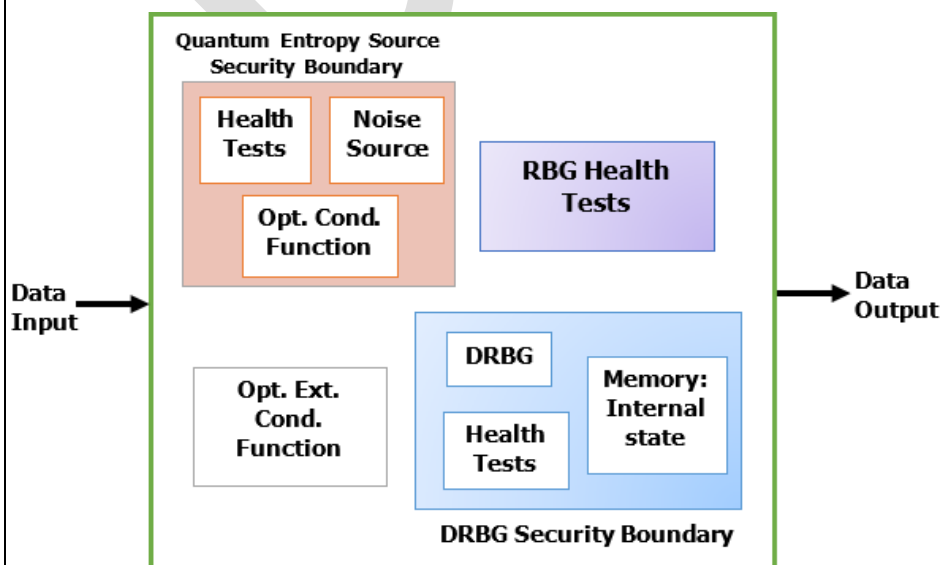 Quantum Entropy Source
Security Boundary
Health
Tests
Noise
Source
Opt. Cond.
Function
RBG Health
Tests
Data
Input
Data
Output
DRBG
Memory:
Internal
state
Health
Tests
Opt. Ext.
Cond.
Function
DRBG Security Boundary